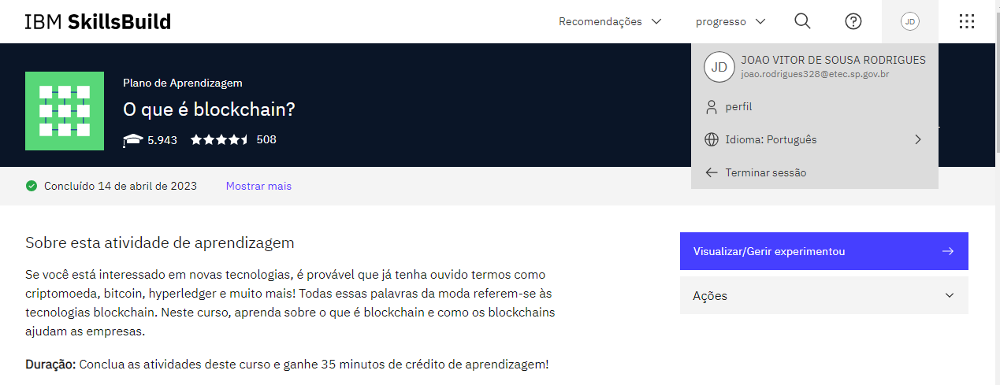 IBM SkillsBuild
Recomendações
progresso
JD
JD
JOAO VITOR DE SOUSA RODRIGUES
joao.rodrigues328@etec.sp.gov.br
perfil
Idioma: Português
Terminar sessão
Plano de Aprendizagem
O que é blockchain?
5.943 508
Concluído 14 de abril de 2023 Mostrar mais
Sobre esta atividade de aprendizagem
Se você está interessado em novas tecnologias, é provável que já tenha ouvido termos como
criptomoeda, bitcoin, hyperledger e muito mais! Todas essas palavras da moda referem-se às
tecnologias blockchain. Neste curso, aprenda sobre o que é blockchain e como os blockchains
ajudam as empresas.
Duração: Conclua as atividades deste curso e ganhe 35 minutos de crédito de aprendizagem!
Visualizar/Gerir experimentou
Ações